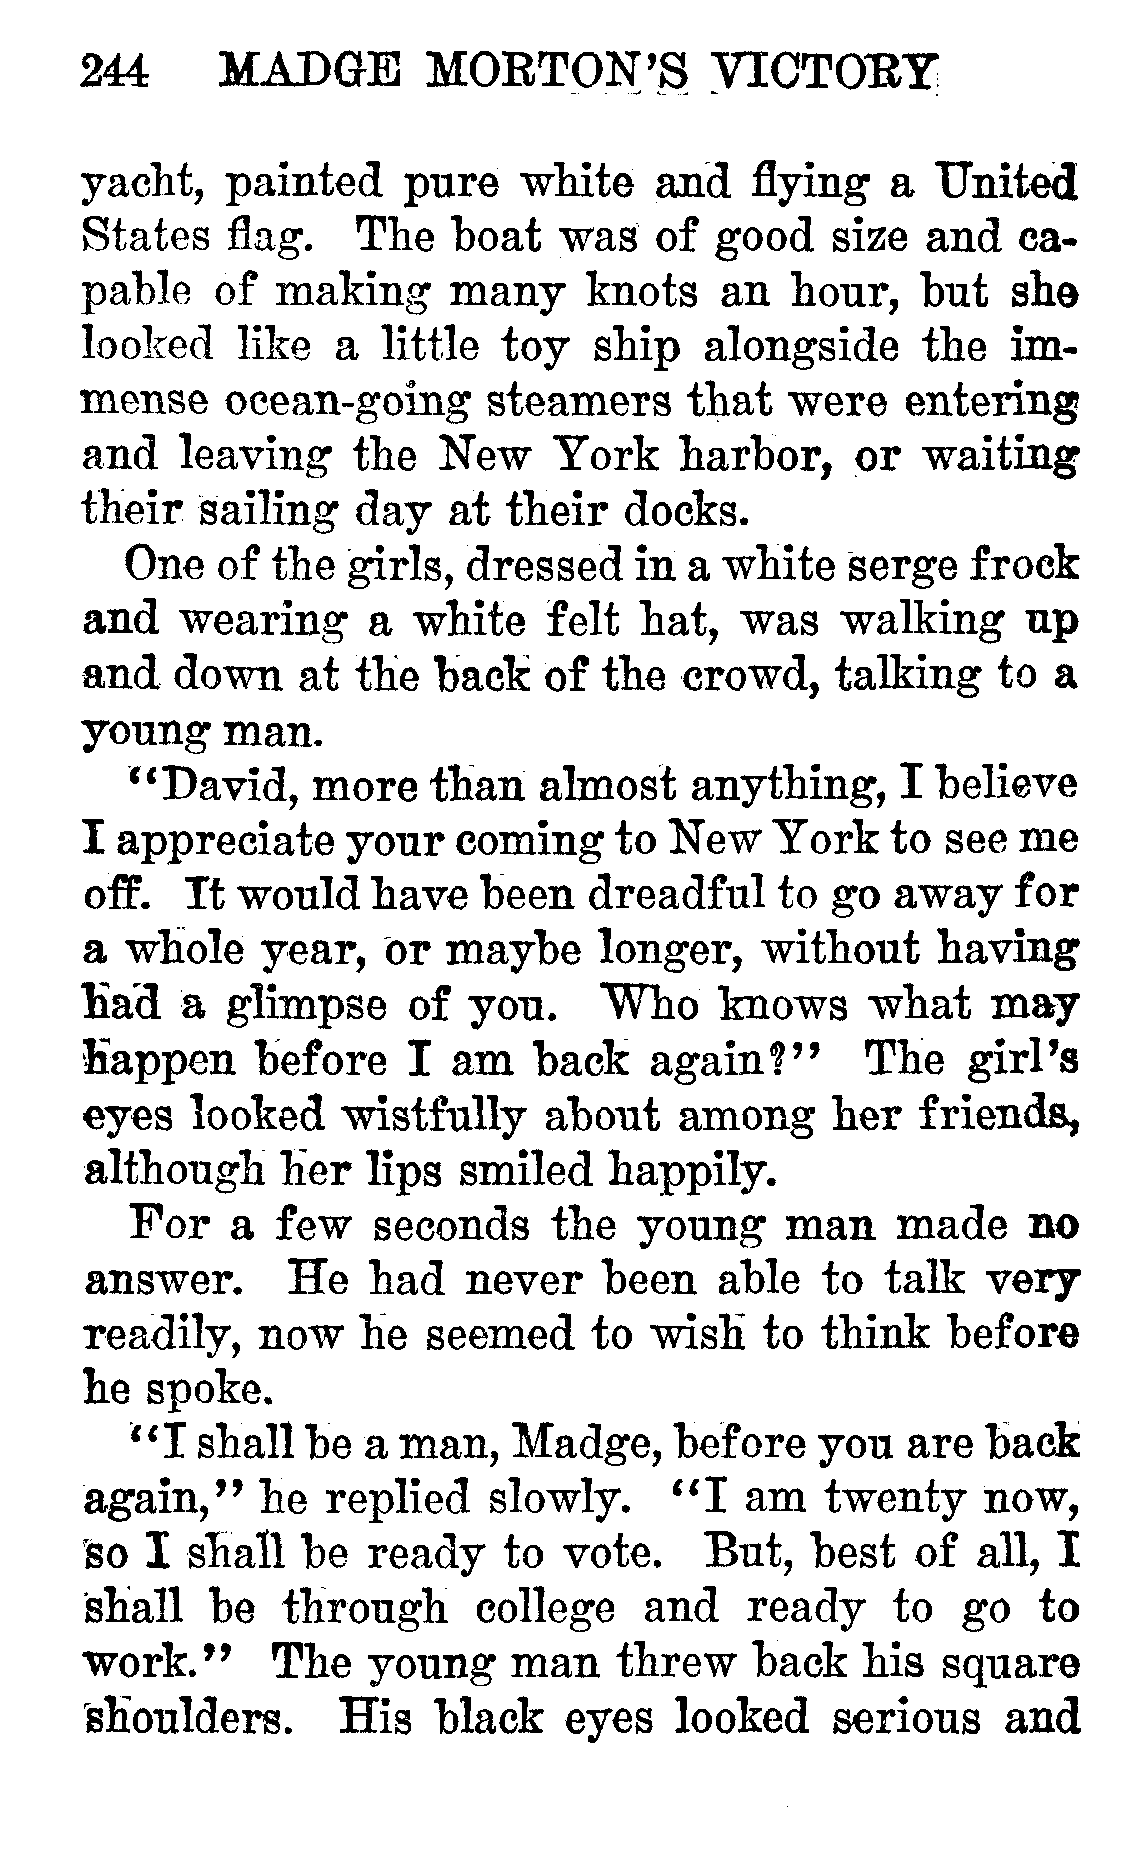 244 MADGE MORTON'S VICTORY
yacht, painted pure white and flying a United
States flag. The boat was of good size and ca-
pable of making many knots an hour, but she
looked like a little toy ship alongside the im-
mense ocean-going steamers that were entering
and leaving the New York harbor, or waiting
their sailing day at their docks.
One of the girls, dressed in a white serge frock
and wearing a white felt hat, was walking up
and down at the back of the crowd, talking to a
young man.
"David, more than almost anything, I believe
I appreciate your coming to New York to see me
off. It would have been dreadful to go away for
a whole year, or maybe longer, without having
had a glimpse of you. Who knows what may
happen before I am back again?" The girl's
eyes looked wistfully about among her friends,
although her lips smiled happily.
For a few seconds the young man made no
answer. He had never been able to talk very
readily, now he seemed to wish to think before
he spoke.
"I shall be a man, Madge, before you are back
again," he replied slowly. "I am twenty now,
so I shall be ready to vote. But, best of all, I
shall be through college and ready to go to
work." The young man threw back his square
shoulders. His black eyes looked serious and